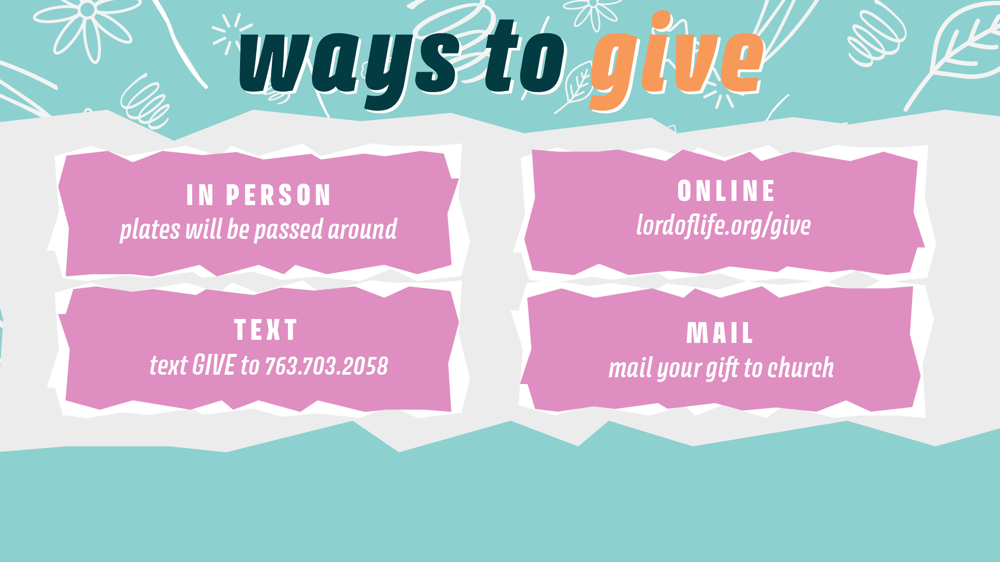 ways to give
IN PERSON
plates will be passed around
ONLINE
lordoflife.org/give
TEXT
text GIVE to 763.703.2058
MAIL
mail your gift to church